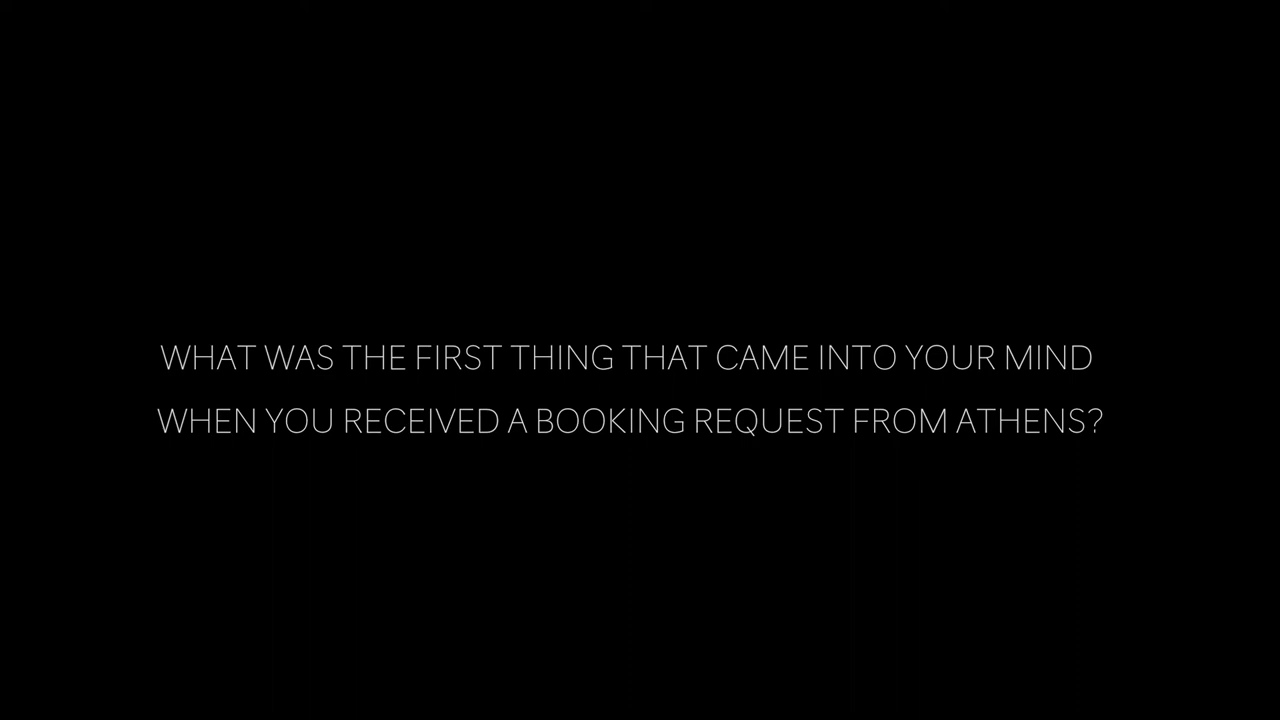 WHAT WAS THE FIRST THING THAT CAME INTO YOUR MIND
WHEN YOU RECEIVED A BOOKING REQUEST FROM ATHENS?